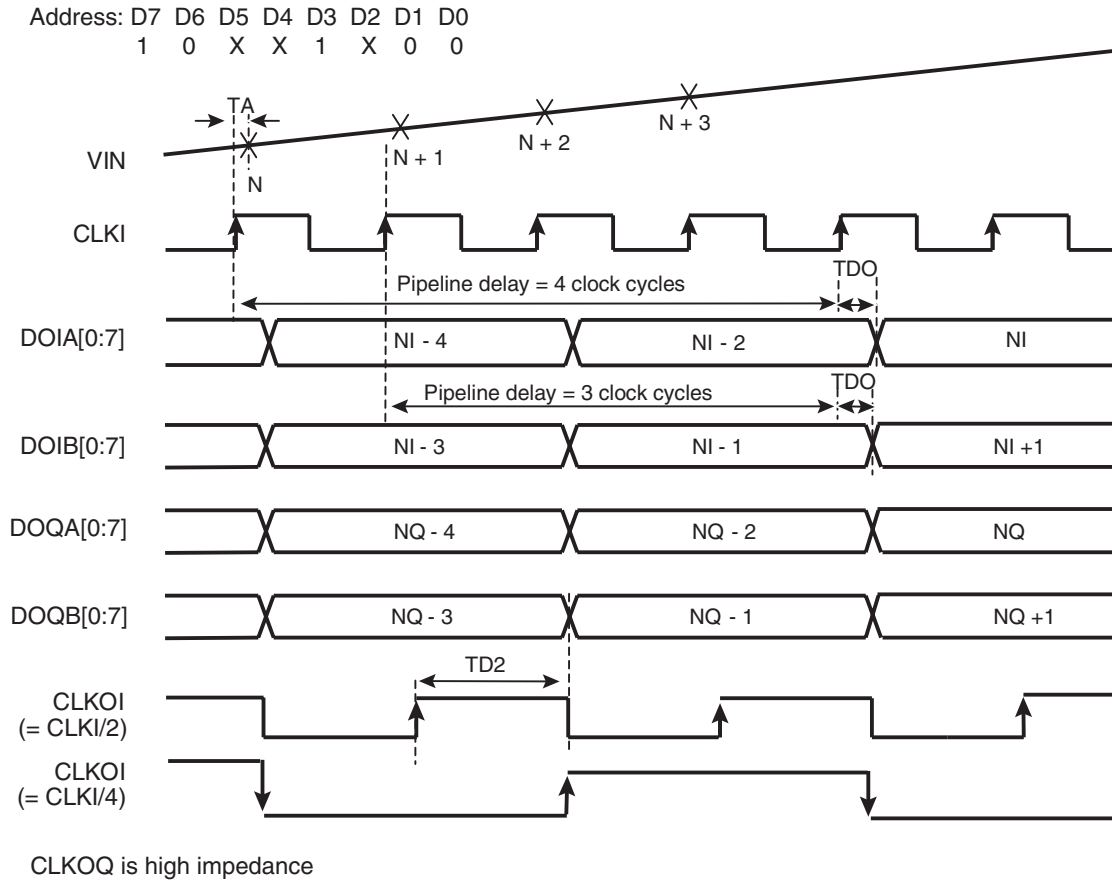 Address: D7 D6 D5 D4 D3 D2 D1 D0
1 0 X X 1 X 0 0
TA
VIN
N
N + 1
N + 2
N + 3
CLKI
Pipeline delay = 4 clock cycles
TDO
DOIA[0:7]
NI - 4
NI - 2
NI
Pipeline delay = 3 clock cycles
TDO
DOIB[0:7]
NI - 3
NI - 1
NI +1
DOQA[0:7]
NQ - 4
NQ - 2
NQ
DOQB[0:7]
NQ - 3
NQ - 1
NQ +1
TD2
CLKOI
(= CLKI/2)
CLKOI
(= CLKI/4)
CLKOQ is high impedance